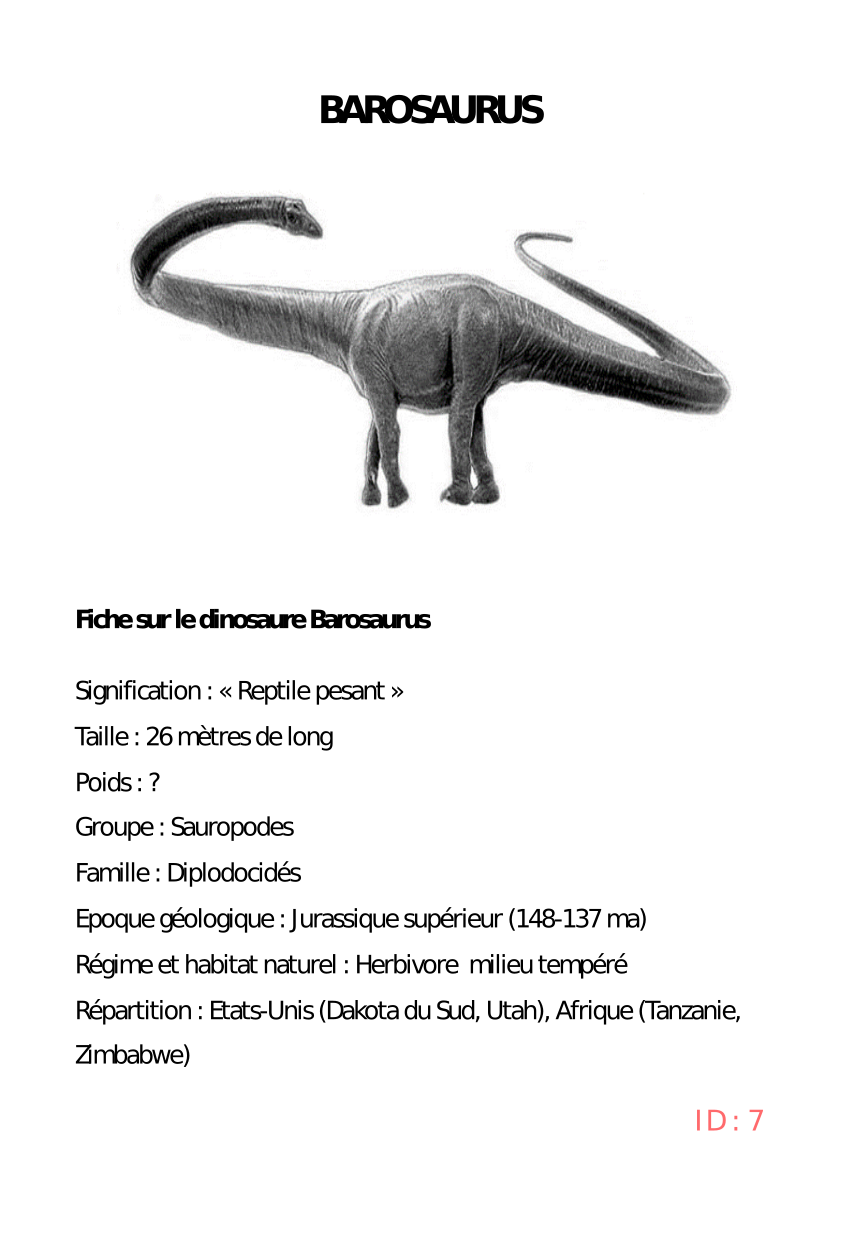 BAROSAURUS
Fiche sur le dinosaure Barosaurus
Signification : « Reptile pesant »
Taille : 26 mètres de long
Poids : ?
Groupe : Sauropodes
Famille : Diplodocidés
Epoque géologique : Jurassique supérieur (148-137 ma)
Régime et habitat naturel : Herbivore  milieu tempéré
Répartition : Etats-Unis (Dakota du Sud, Utah), Afrique (Tanzanie,
Zimbabwe)
ID : 7